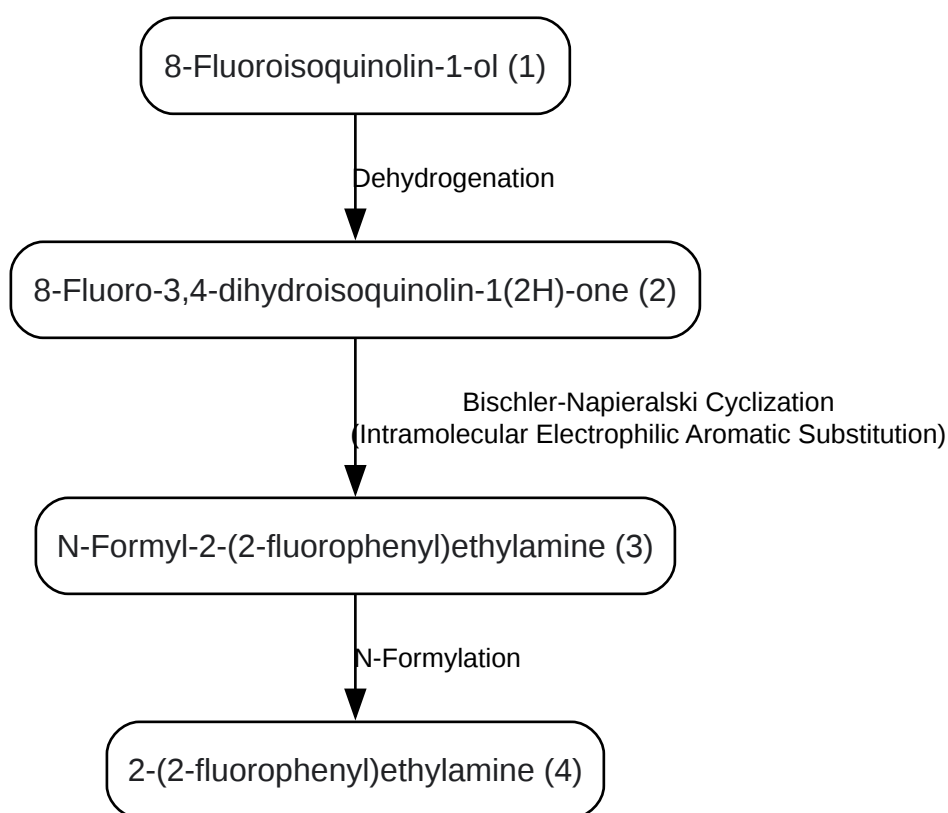 8-Fluoroisoquinolin-1-ol (1)
Dehydrogenation
8-Fluoro-3,4-dihydroisoquinolin-1(2H)-one (2)
Bischler-Napieralski Cyclization
(Intramolecular Electrophilic Aromatic Substitution)
N-Formyl-2-(2-fluorophenyl)ethylamine (3)
N-Formylation
2-(2-fluorophenyl)ethylamine (4)